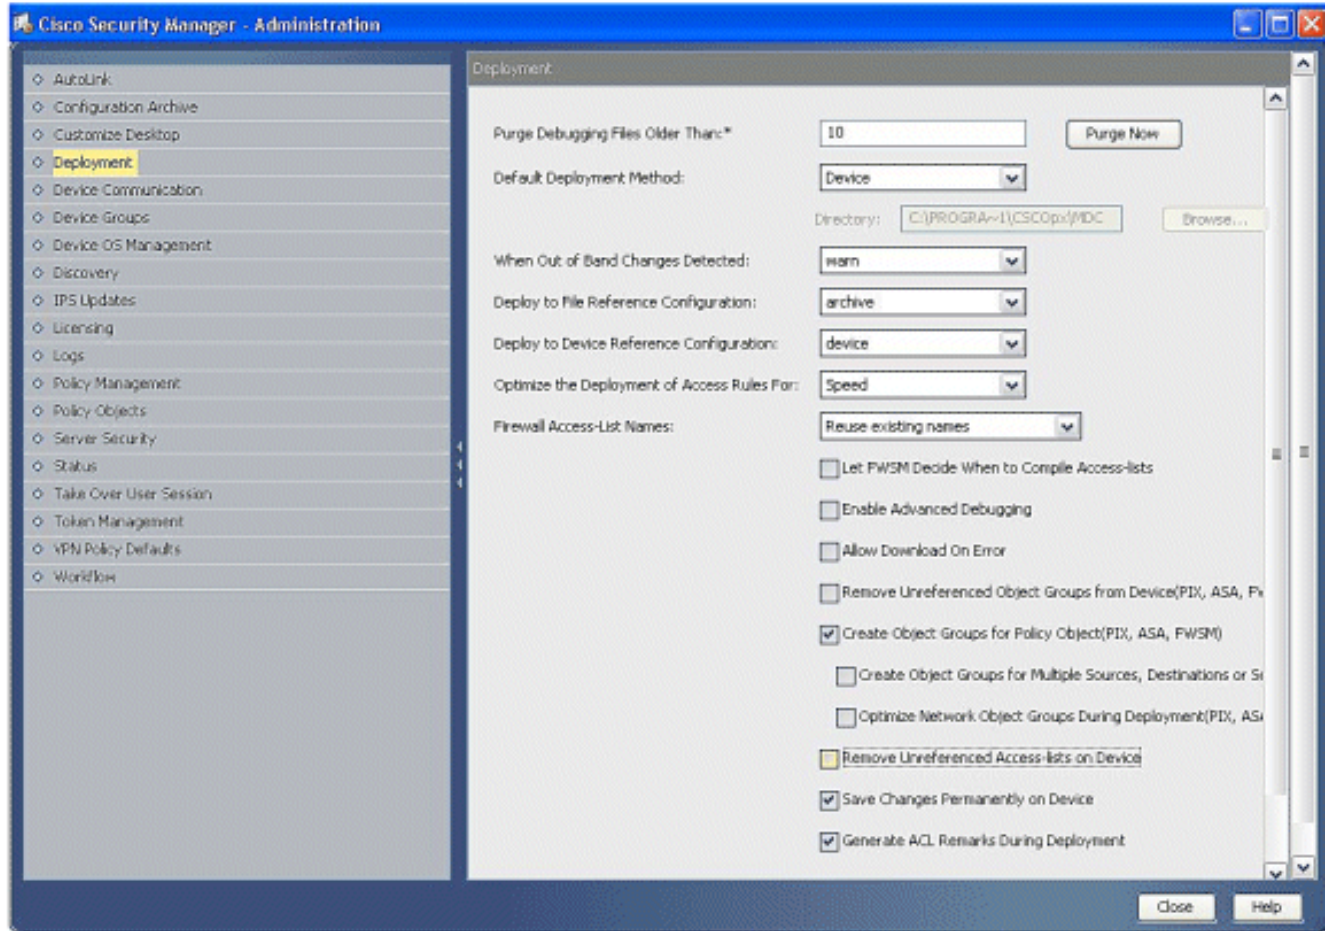 Cisco Security Manager - Administration
AutoLink
Configuration Archive
Customize Desktop
Deployment
Device Communication
Device Groups
Device OS Management
Discovery
IPS Updates
Licensing
Logs
Policy Management
Policy Objects
Server Security
Status
Take Over User Session
Token Management
VPN Policy Defaults
Workflow
Deployment
Purge Debugging Files Older Than:* 10 Purge Now
Default Deployment Method: Device
Directory: C:\PROGRA~1\CSCOpx\MDC Browse...
When Out of Band Changes Detected: warn
Deploy to File Reference Configuration: archive
Deploy to Device Reference Configuration: device
Optimize the Deployment of Access Rules For: Speed
Firewall Access-List Names: Reuse existing names
Let FWSM Decide When to Compile Access-lists
Enable Advanced Debugging
Allow Download On Error
Remove Unreferenced Object Groups from Device(PIX, ASA,
Create Object Groups for Policy Object(PIX, ASA, FWSM)
Create Object Groups for Multiple Sources, Destinations or
Optimize Network Object Groups During Deployment(PIX,
Remove Unreferenced Access-lists on Device
Save Changes Permanently on Device
Generate ACL Remarks During Deployment
Close Help